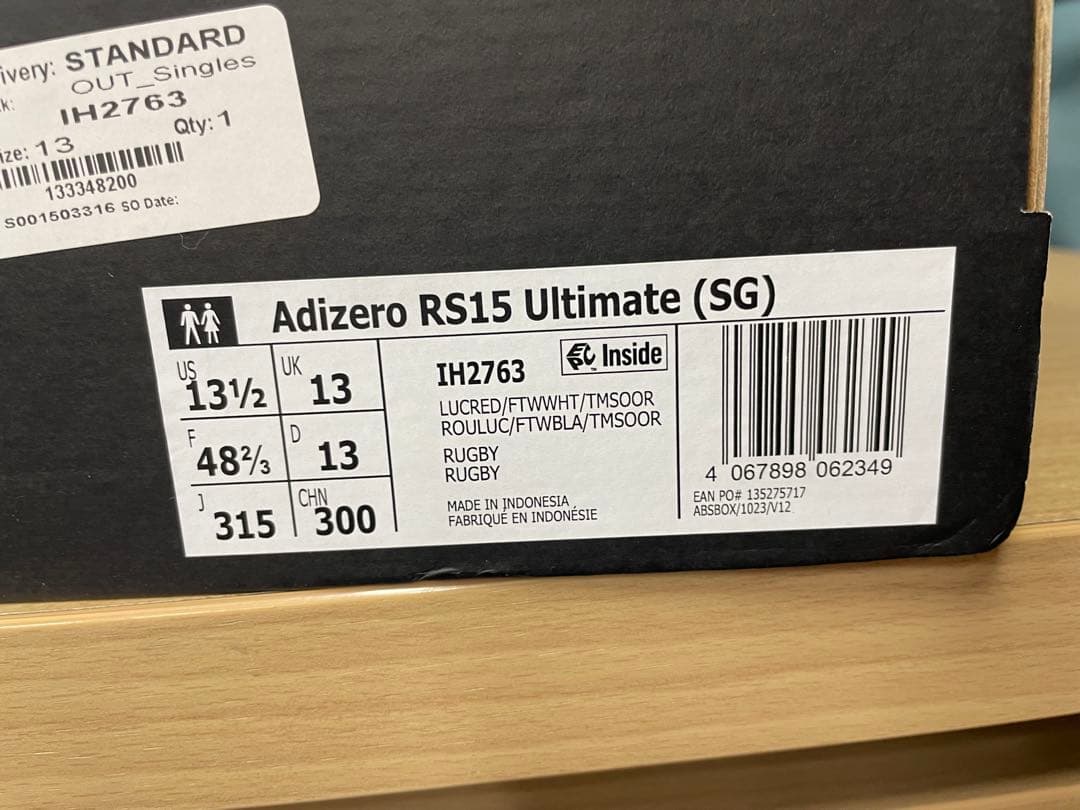 ivery: STANDARD
OUT_Singles
k: IH2763
ize: 13 Qty: 1
133348200
S001503316 SO Date:
Adizero RS15 Ultimate (SG)
US 13½ UK 13
F 48⅔ D 13
J 315 CHN 300
IH2763
Inside
LUCRED/FTWWHT/TMSOOR
ROULUC/FTWBLA/TMSOOR
RUGBY
RUGBY
MADE IN INDONESIA
FABRIQUÉ EN INDONÉSIE
4 067898 062349
EAN PO# 135275717
ABSBOX/1023/V12